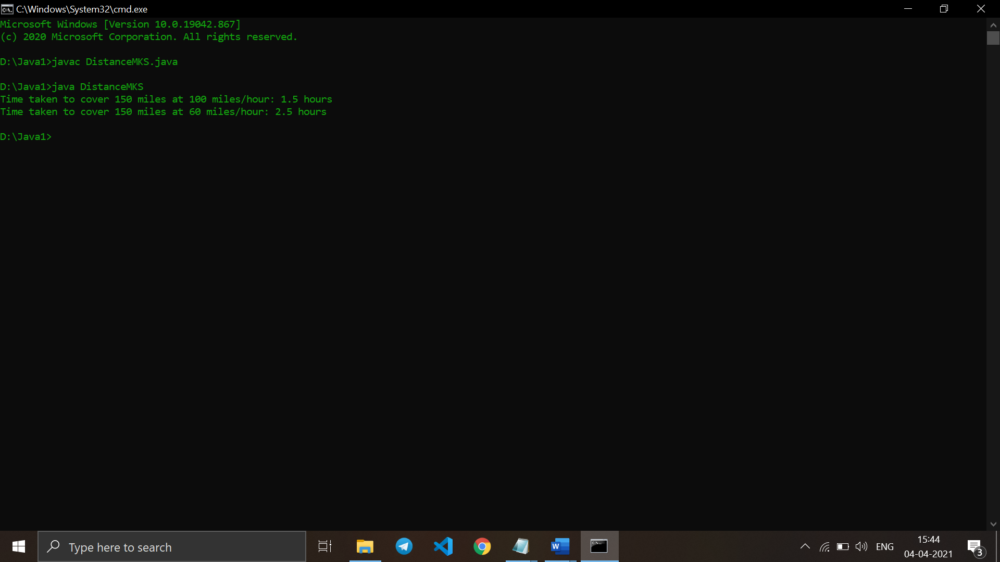 C:\Windows\System32\cmd.exe
Microsoft Windows [Version 10.0.19042.867]
(c) 2020 Microsoft Corporation. All rights reserved.
D:\Java1>javac DistanceMKS.java
D:\Java1>java DistanceMKS
Time taken to cover 150 miles at 100 miles/hour: 1.5 hours
Time taken to cover 150 miles at 60 miles/hour: 2.5 hours
D:\Java1>
Type here to search
ENG
15:44
04-04-2021
3